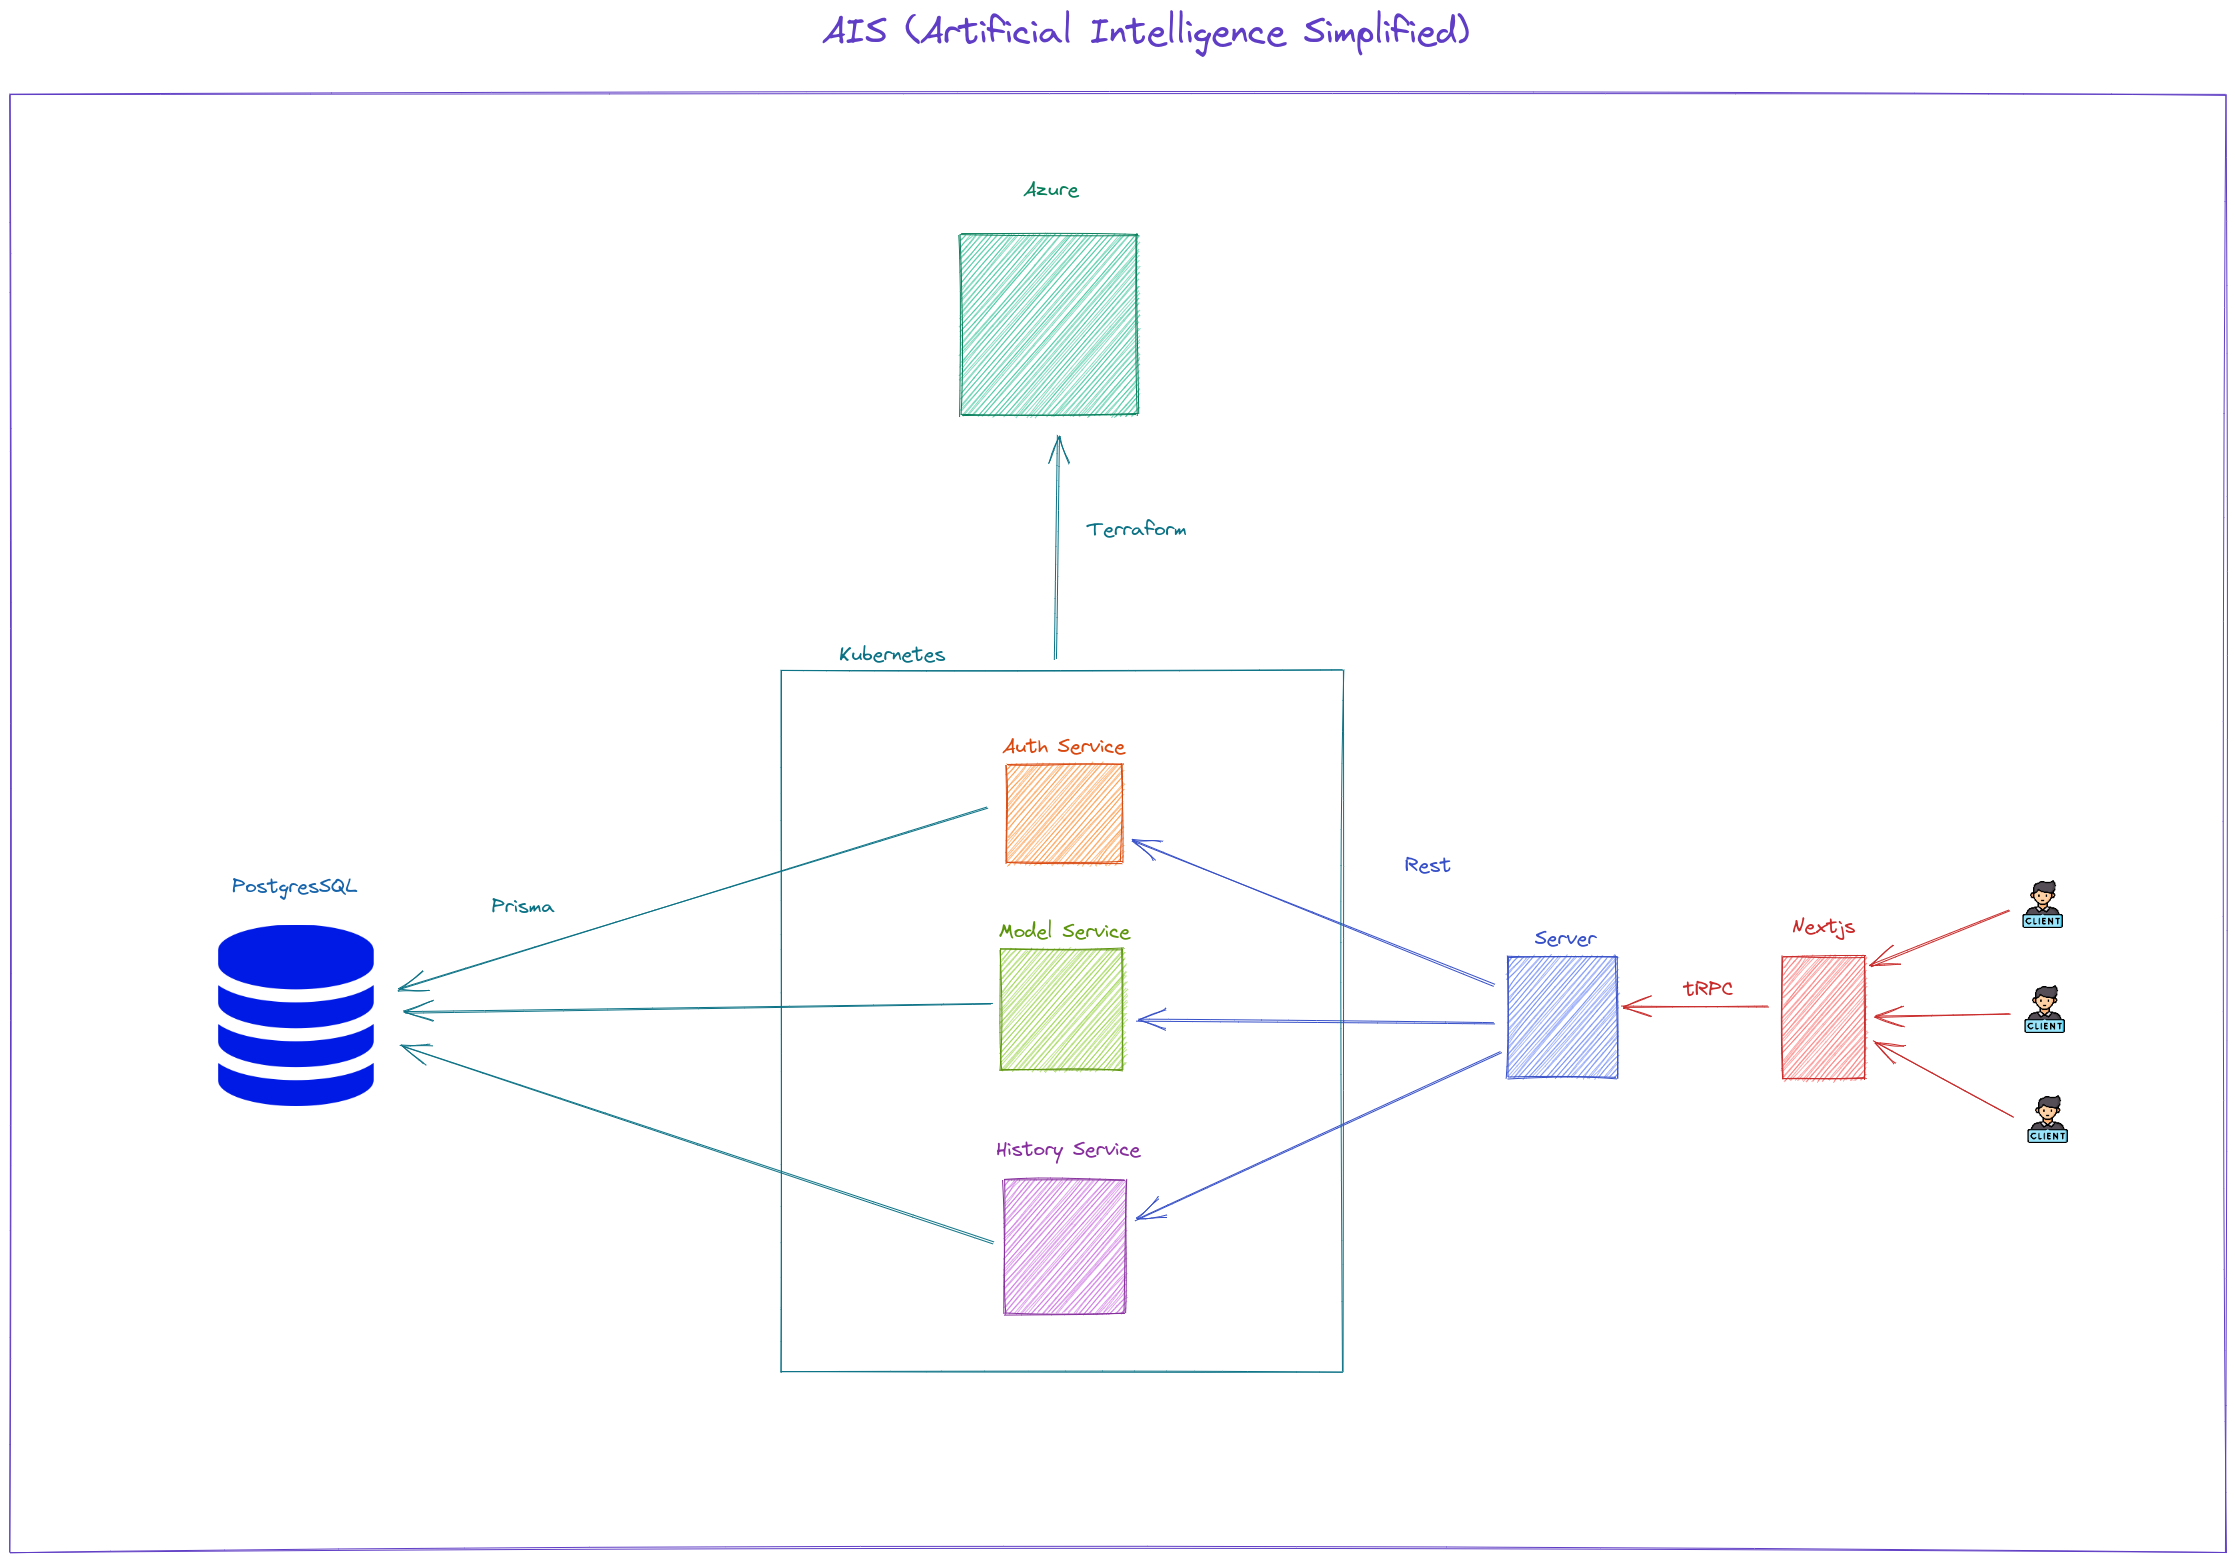 AIS (Artificial Intelligence Simplified)
Azure
Terraform
Kubernetes
Auth Service
Rest
PostgresSQL
Prisma
Model Service
Server
Nextjs
tRPC
CLIENT
CLIENT
CLIENT
History Service